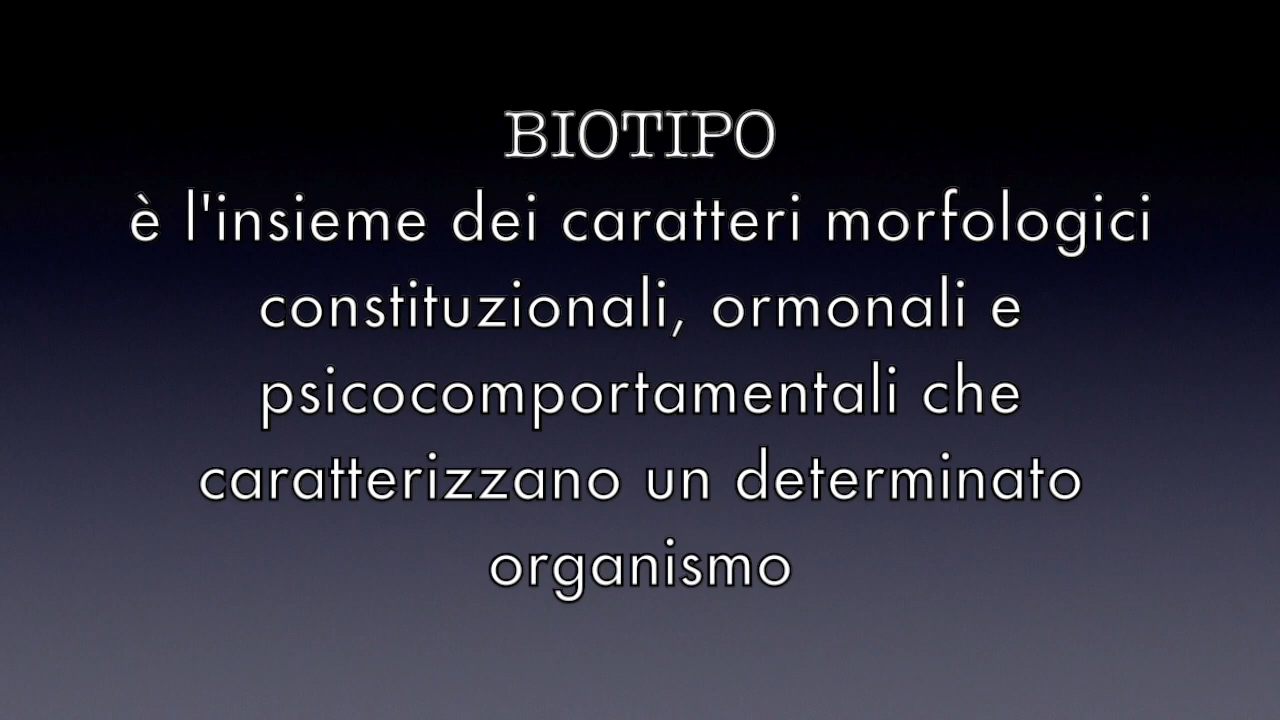 BIOTIPO
è l'insieme dei caratteri morfologici
constituzionali, ormonali e
psicocomportamentali che
caratterizzano un determinato
organismo